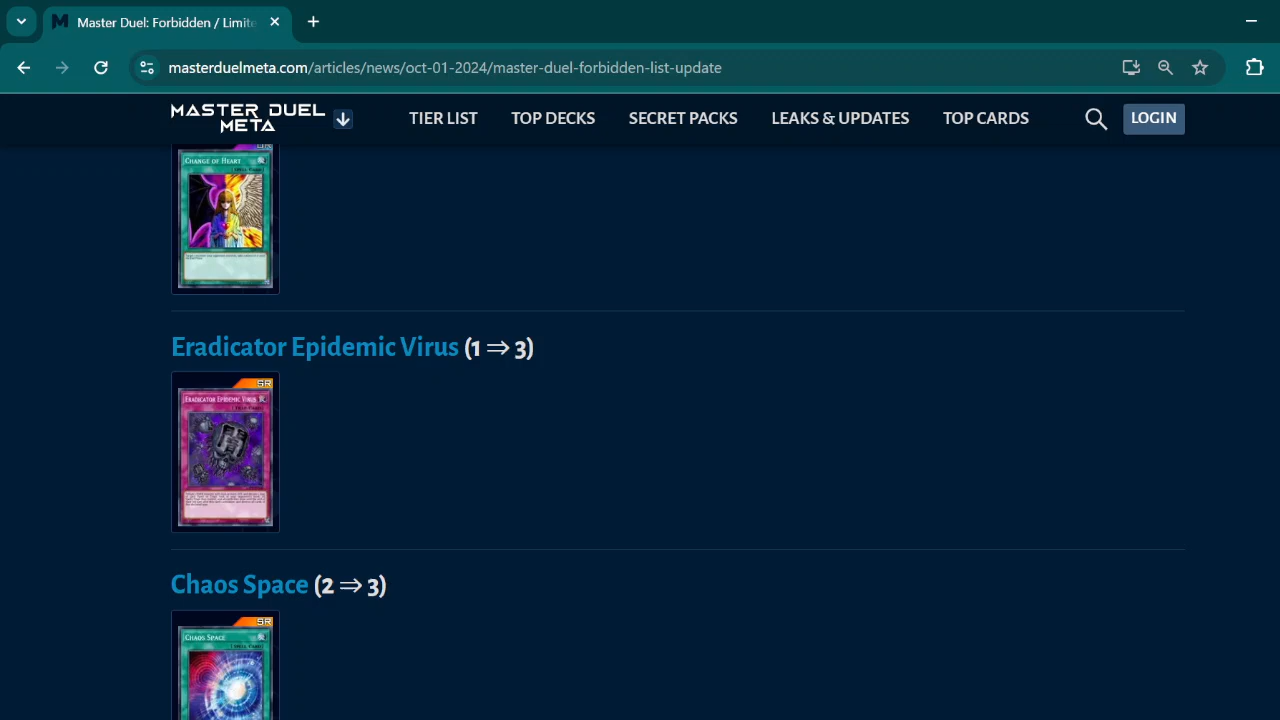 Master Duel: Forbidden / Limite
masterduelmeta.com/articles/news/oct-01-2024/master-duel-forbidden-list-update
MASTER DUEL
META
TIER LIST
TOP DECKS
SECRET PACKS
LEAKS & UPDATES
TOP CARDS
LOGIN
UR
CHANGE OF HEART
Eradicator Epidemic Virus (1 ⇒ 3)
SR
ERADICATOR EPIDEMIC VIRUS
Chaos Space (2 ⇒ 3)
SR
CHAOS SPACE